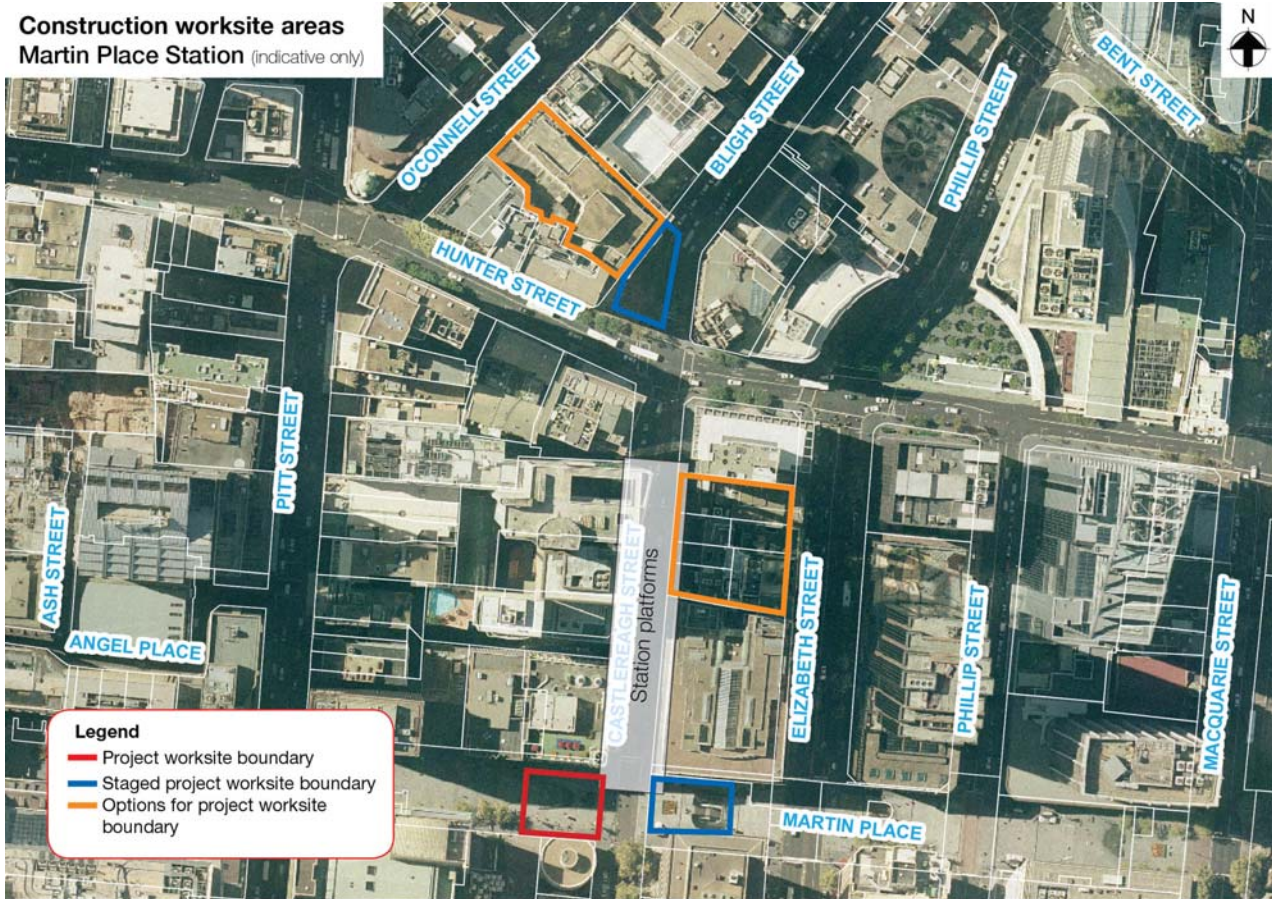 Construction worksite areas
Martin Place Station (indicative only)
N
O'CONNELL STREET
BLIGH STREET
PHILLIP STREET
BENT STREET
HUNTER STREET
PITT STREET
ASH STREET
ANGEL PLACE
CASTLEREAGH STREET
Station platforms
ELIZABETH STREET
PHILLIP STREET
MACQUARIE STREET
MARTIN PLACE
Legend
Project worksite boundary
Staged project worksite boundary
Options for project worksite
boundary